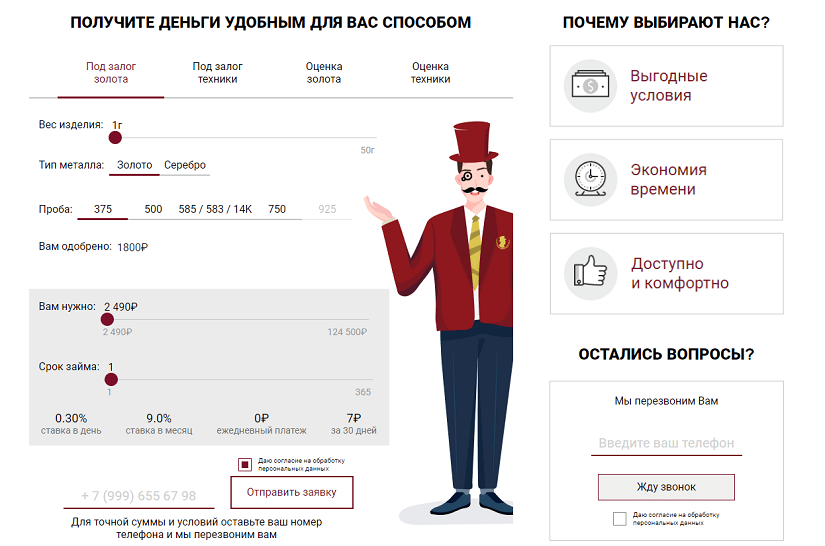 ПОЛУЧИТЕ ДЕНЬГИ УДОБНЫМ ДЛЯ ВАС СПОСОБОМ
Под залог
золота
Под залог
техники
Оценка
золота
Оценка
техники
Вес изделия: 1г
50г
Тип металла: Золото Серебро
Проба: 375 500 585 / 583 / 14K 750 925
Вам одобрено: 1800₽
Вам нужно: 2 490₽
2 490₽ 124 500₽
Срок займа: 1
1 365
0.30%
ставка в день
9.0%
ставка в месяц
0₽
ежедневный платеж
7₽
за 30 дней
Даю согласие на обработку
персональных данных
+ 7 (999) 655 67 98
Отправить заявку
Для точной суммы и условий оставьте ваш номер
телефона и мы перезвоним вам
ПОЧЕМУ ВЫБИРАЮТ НАС?
Выгодные
условия
Экономия
времени
Доступно
и комфортно
ОСТАЛИСЬ ВОПРОСЫ?
Мы перезвоним Вам
Введите ваш телефон
Жду звонок
Даю согласие на обработку
персональных данных